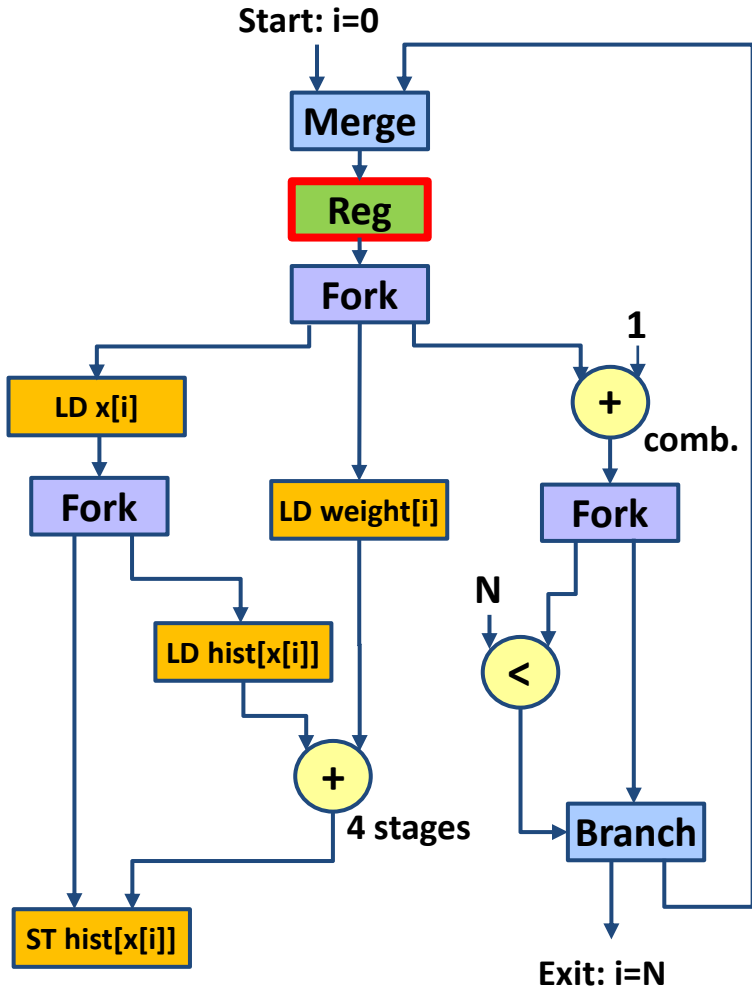 Start: i=0
Merge
Reg
Fork
1
LD x[i]
+
comb.
Fork
LD weight[i]
Fork
N
LD hist[x[i]]
<
+
4 stages
Branch
ST hist[x[i]]
Exit: i=N